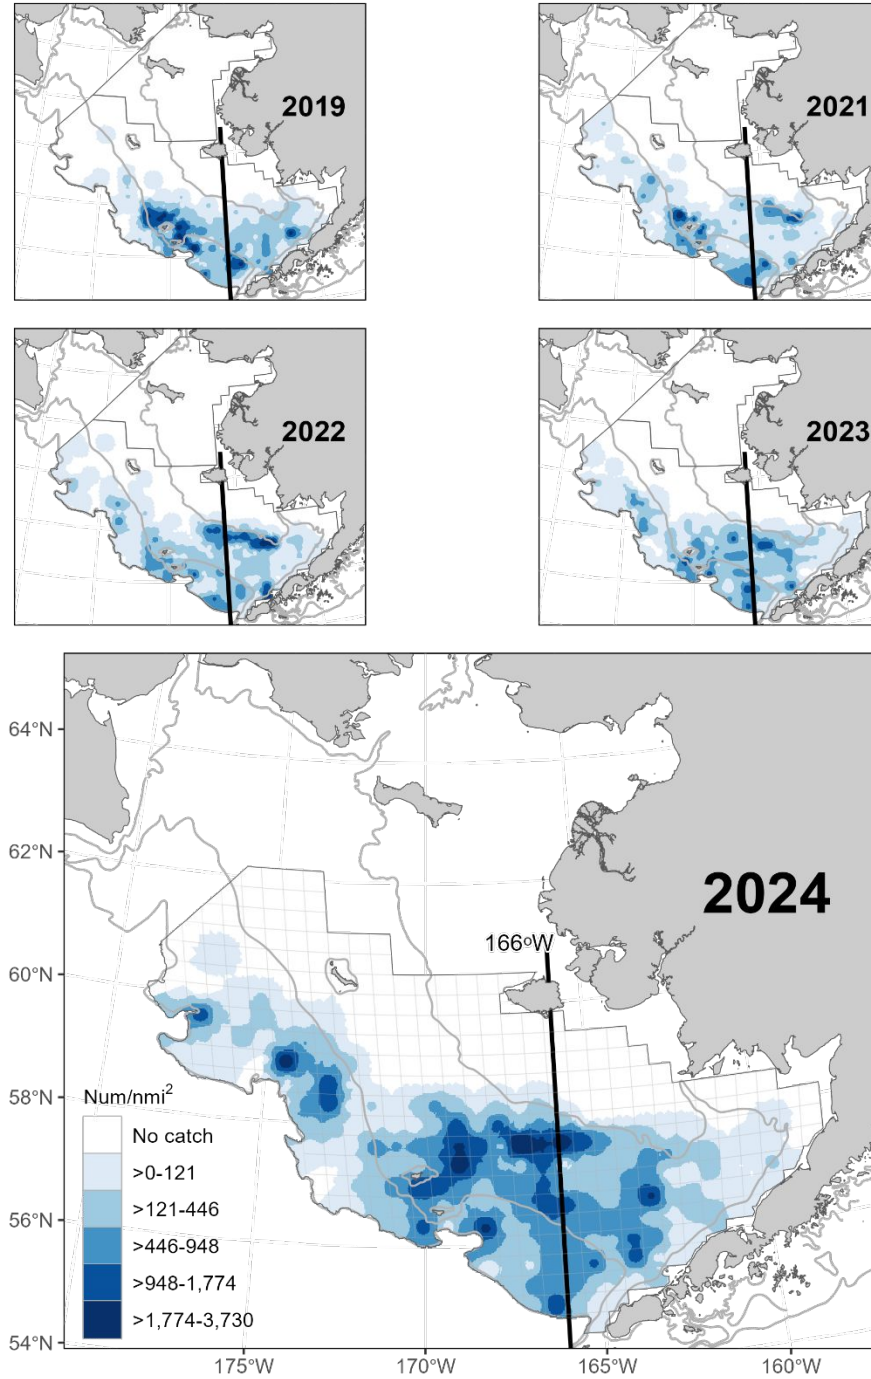 2019
2021
2022
2023
2024
166°W
64°N
62°N
60°N
58°N
56°N
54°N
Num/nmi²
No catch
>0-121
>121-446
>446-948
>948-1,774
>1,774-3,730
175°W
170°W
165°W
160°W